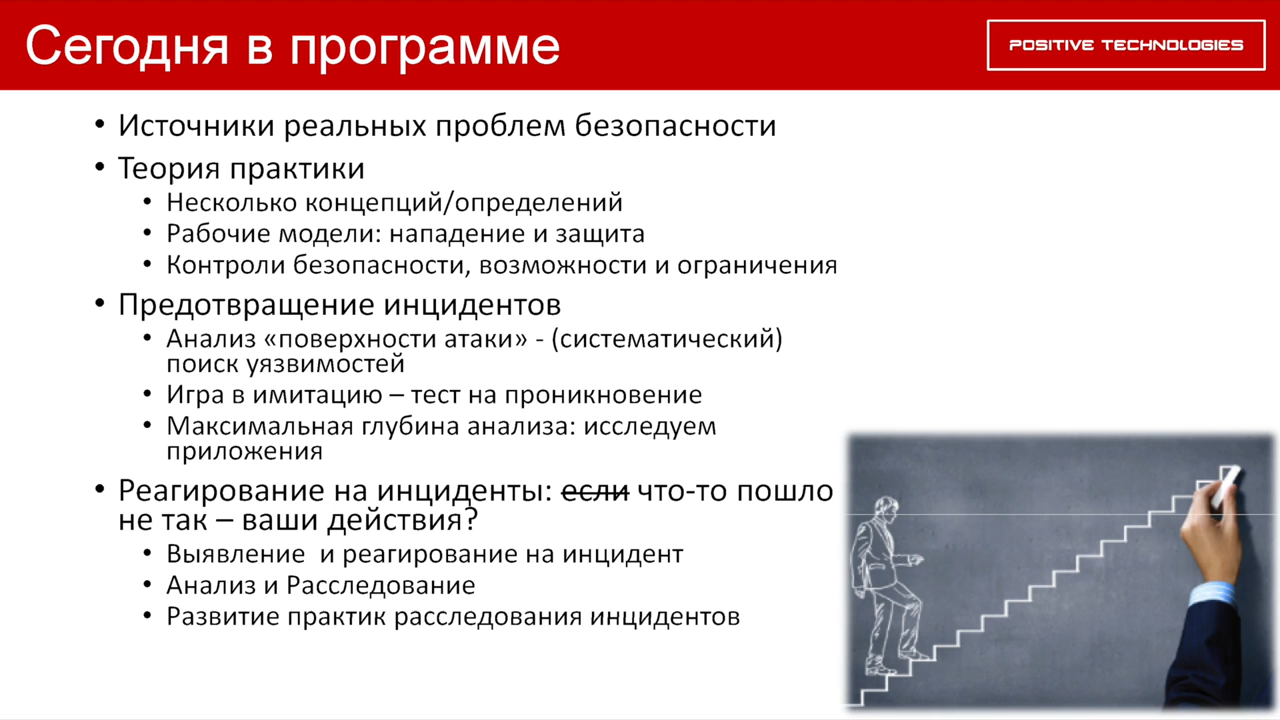 Сегодня в программе
POSITIVE TECHNOLOGIES
• Источники реальных проблем безопасности
• Теория практики
• Несколько концепций/определений
• Рабочие модели: нападение и защита
• Контроли безопасности, возможности и ограничения
• Предотвращение инцидентов
• Анализ «поверхности атаки» - (систематический)
поиск уязвимостей
• Игра в имитацию – тест на проникновение
• Максимальная глубина анализа: исследуем
приложения
• Реагирование на инциденты: если что-то пошло
не так – ваши действия?
• Выявление  и реагирование на инцидент
• Анализ и Расследование
• Развитие практик расследования инцидентов